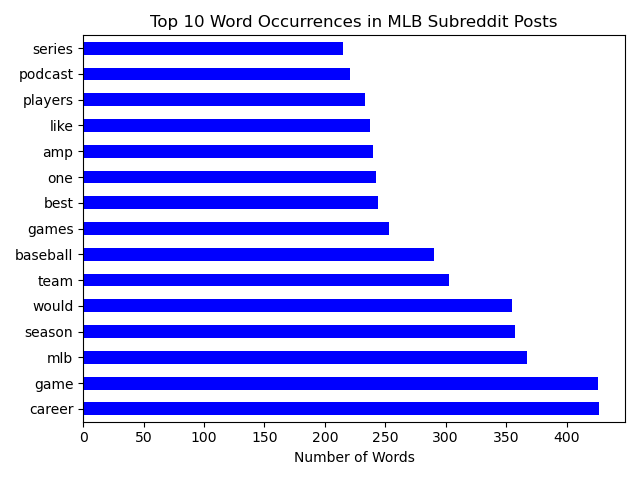 Top 10 Word Occurrences in MLB Subreddit Posts
series
podcast
players
like
amp
one
best
games
baseball
team
would
season
mlb
game
career
0 50 100 150 200 250 300 350 400
Number of Words